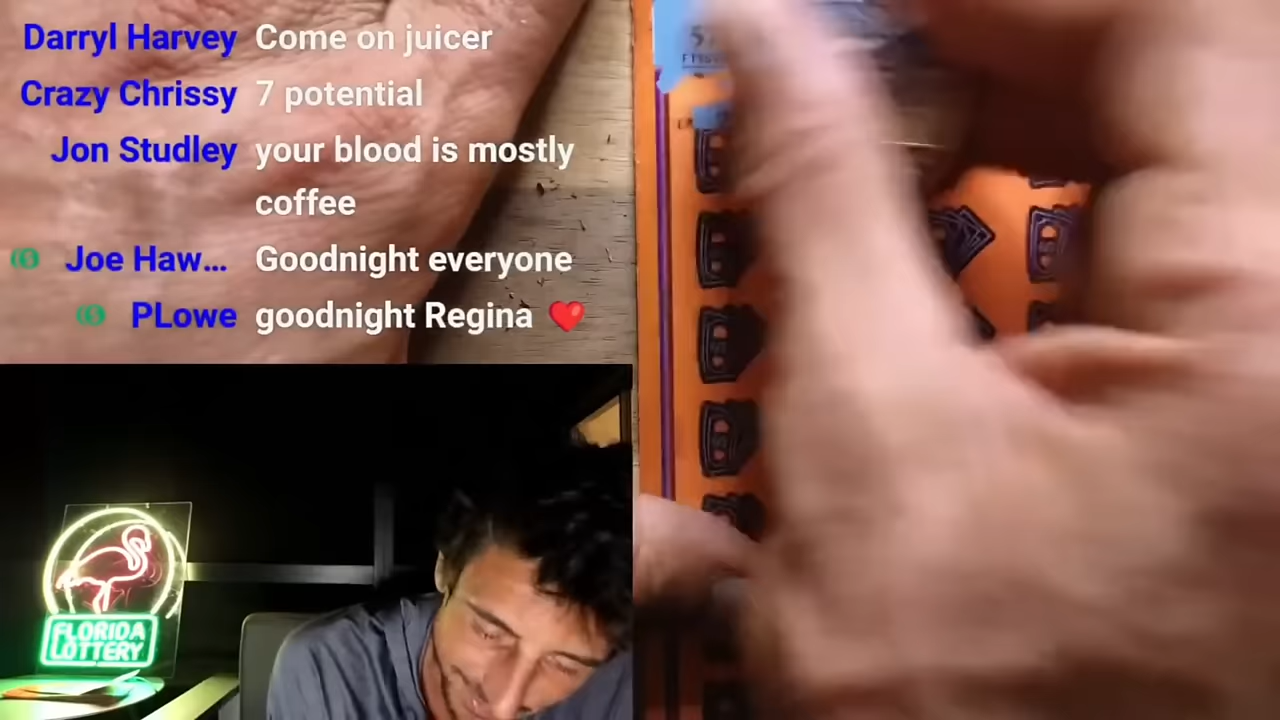 Darryl Harvey Come on juicer
Crazy Chrissy 7 potential
Jon Studley your blood is mostly
coffee
Joe Haw... Goodnight everyone
PLowe goodnight Regina ❤️
FLORIDA
LOTTERY